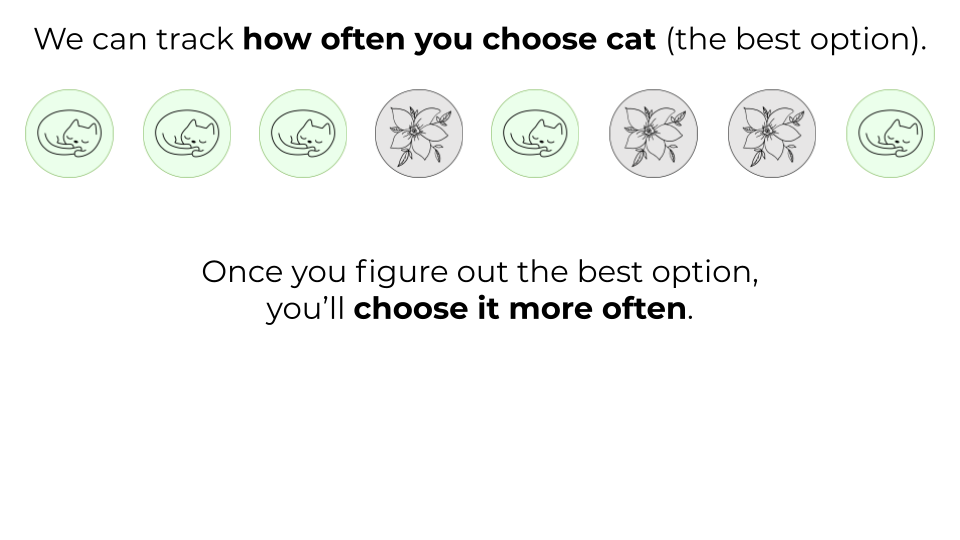 We can track how often you choose cat (the best option).
Once you figure out the best option,
you’ll choose it more often.